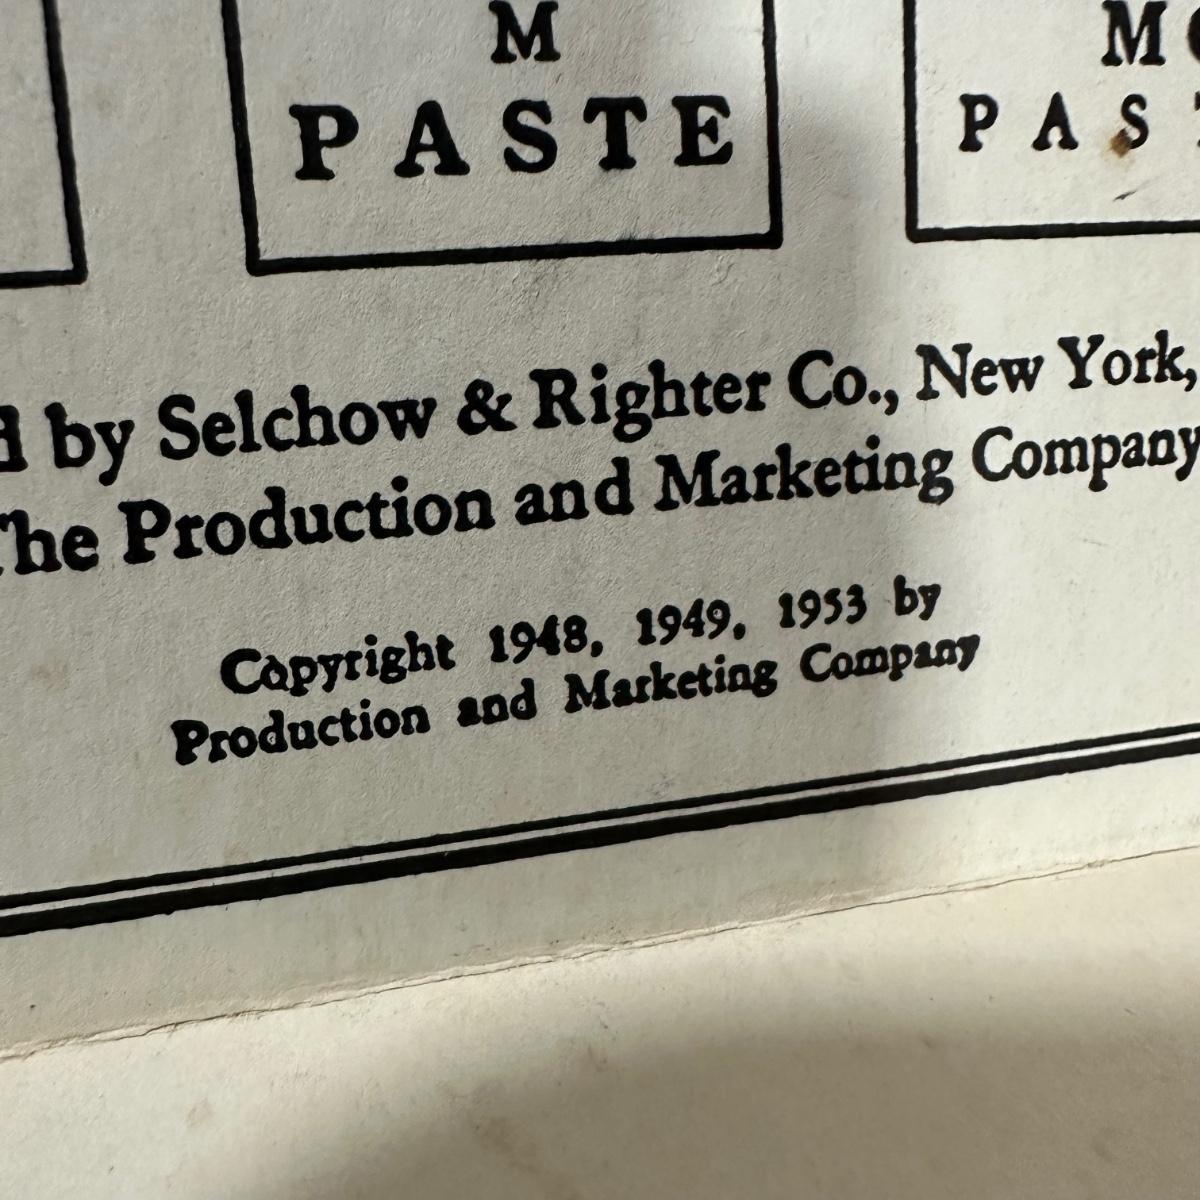 M
PASTE
M
PAS
by Selchow & Righter Co., New York,
The Production and Marketing Company
Copyright 1948, 1949, 1953 by
Production and Marketing Company